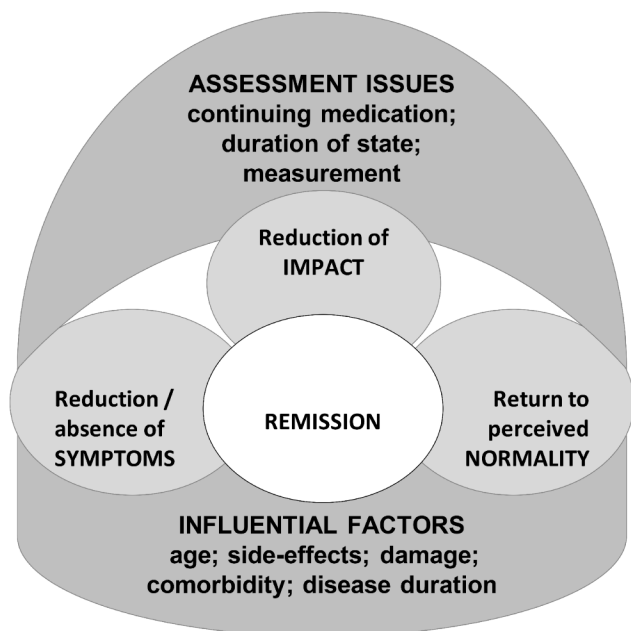 ASSESSMENT ISSUES
continuing medication;
duration of state;
measurement
Reduction of
IMPACT
Reduction /
absence of
SYMPTOMS
REMISSION
Return to
perceived
NORMALITY
INFLUENTIAL FACTORS
age; side-effects; damage;
comorbidity; disease duration